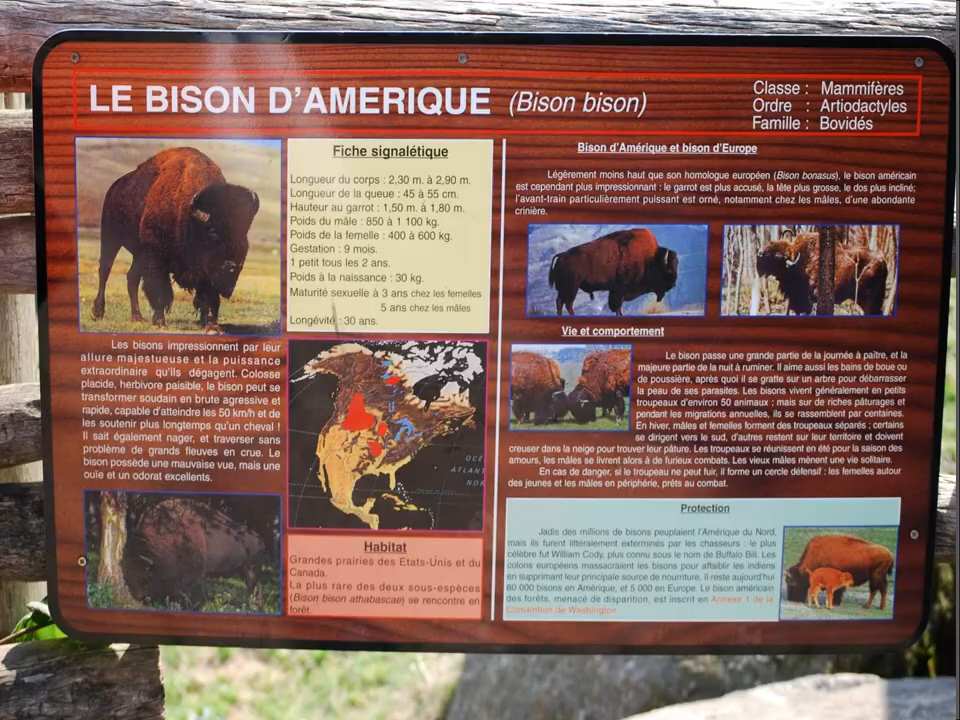 LE BISON D'AMERIQUE (Bison bison)
Classe : Mammifères
Ordre : Artiodactyles
Famille : Bovidés
Fiche signalétique
Longueur du corps : 2,30 m. à 2,90 m.
Longueur de la queue : 45 à 55 cm.
Hauteur au garrot : 1,50 m. à 1,80 m.
Poids du mâle : 850 à 1 100 kg.
Poids de la femelle : 400 à 600 kg.
Gestation : 9 mois.
1 petit tous les 2 ans.
Poids à la naissance : 30 kg.
Maturité sexuelle à 3 ans chez les femelles
5 ans chez les mâles
Longévité : 30 ans.
Les bisons impressionnent par leur
allure majestueuse et la puissance
extraordinaire qu'ils dégagent. Colosse
placide, herbivore paisible, le bison peut se
transformer soudain en brute agressive et
rapide, capable d'atteindre les 50 km/h et de
les soutenir plus longtemps qu'un cheval !
Il sait également nager, et traverser sans
problème de grands fleuves en crue. Le
bison possède une mauvaise vue, mais une
ouïe et un odorat excellents.
OCÉ
ATLAN
NOR
Habitat
Grandes prairies des Etats-Unis et du
Canada.
La plus rare des deux sous-espèces
(Bison bison athabascae) se rencontre en
forêt.
Bison d'Amérique et bison d'Europe
Légèrement moins haut que son homologue européen (Bison bonasus), le bison américain
est cependant plus impressionnant : le garrot est plus accusé, la tête plus grosse, le dos plus incliné;
l'avant-train particulièrement puissant est orné, notamment chez les mâles, d'une abondante
crinière.
Vie et comportement
Le bison passe une grande partie de la journée à paître, et la
majeure partie de la nuit à ruminer. Il aime aussi les bains de boue ou
de poussière, après quoi il se gratte sur un arbre pour débarrasser
la peau de ses parasites. Les bisons vivent généralement en petits
troupeaux d'environ 50 animaux ; mais sur de riches pâturages et
pendant les migrations annuelles, ils se rassemblent par centaines.
En hiver, mâles et femelles forment des troupeaux séparés ; certains
se dirigent vers le sud, d'autres restent sur leur territoire et doivent
creuser dans la neige pour trouver leur pâture. Les troupeaux se réunissent en été pour la saison des
amours, les mâles se livrent alors à de furieux combats. Les vieux mâles mènent une vie solitaire.
En cas de danger, si le troupeau ne peut fuir, il forme un cercle défensif : les femelles autour
des jeunes et les mâles en périphérie, prêts au combat.
Protection
Jadis des millions de bisons peuplaient l'Amérique du Nord,
mais ils furent littéralement exterminés par les chasseurs : le plus
célèbre fut William Cody, plus connu sous le nom de Buffalo Bill. Les
colons européens massacraient les bisons pour affaiblir les indiens
en supprimant leur principale source de nourriture. Il reste aujourd'hui
80 000 bisons en Amérique, et 5 000 en Europe. Le bison américain
des forêts, menacé de disparition, est inscrit en Annexe 1 de la
Convention de Washington.